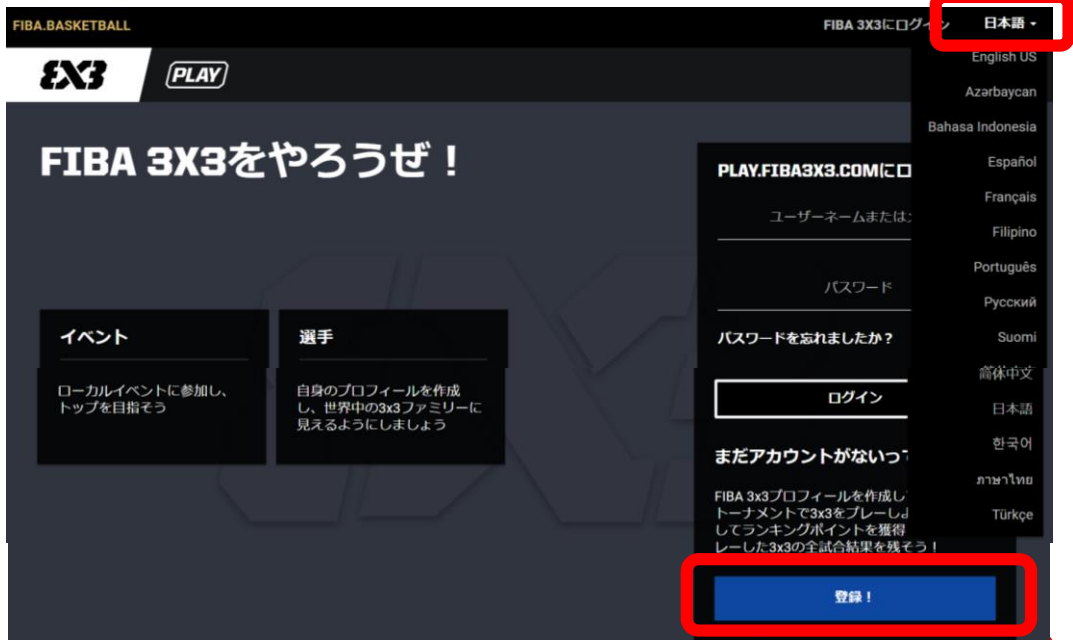 FIBA.BASKETBALL
FIBA 3X3にログイン
日本語
English US
Azərbaycan
Bahasa Indonesia
Español
Français
Filipino
Português
Русский
Suomi
简体中文
日本語
한국어
ภาษาไทย
Türkçe
3X3
PLAY
FIBA 3X3をやろうぜ！
イベント
ローカルイベントに参加し、
トップを目指そう
選手
自身のプロフィールを作成
し、世界中の3x3ファミリーに
見えるようにしましょう
PLAY.FIBA3X3.COMにロ
ユーザーネームまたは
パスワード
パスワードを忘れましたか？
ログイン
まだアカウントがないっ
FIBA 3x3プロフィールを作成し
トーナメントで3x3をプレーしよ
してランキングポイントを獲得
レーした3x3の全試合結果を残そう！
登録！